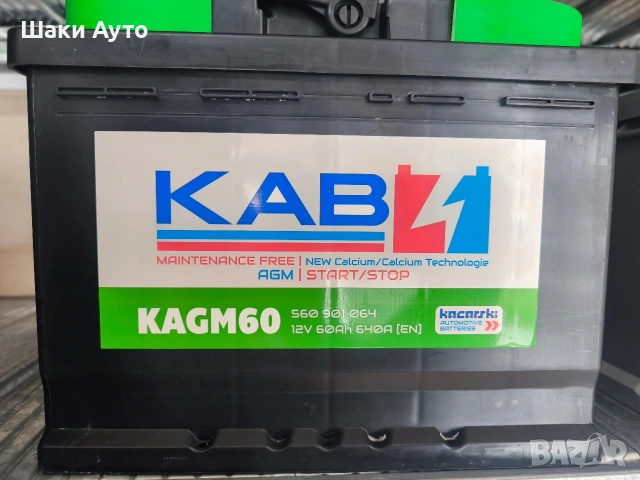 Шаки Ауто
KAB
MAINTENANCE FREE | NEW Calcium/Calcium Technologie
AGM | START/STOP
KAGM60
560 901 064
12V 60Ah 640A [EN]
kacarski
AUTOMOTIVE
BATTERIES
BAZAR